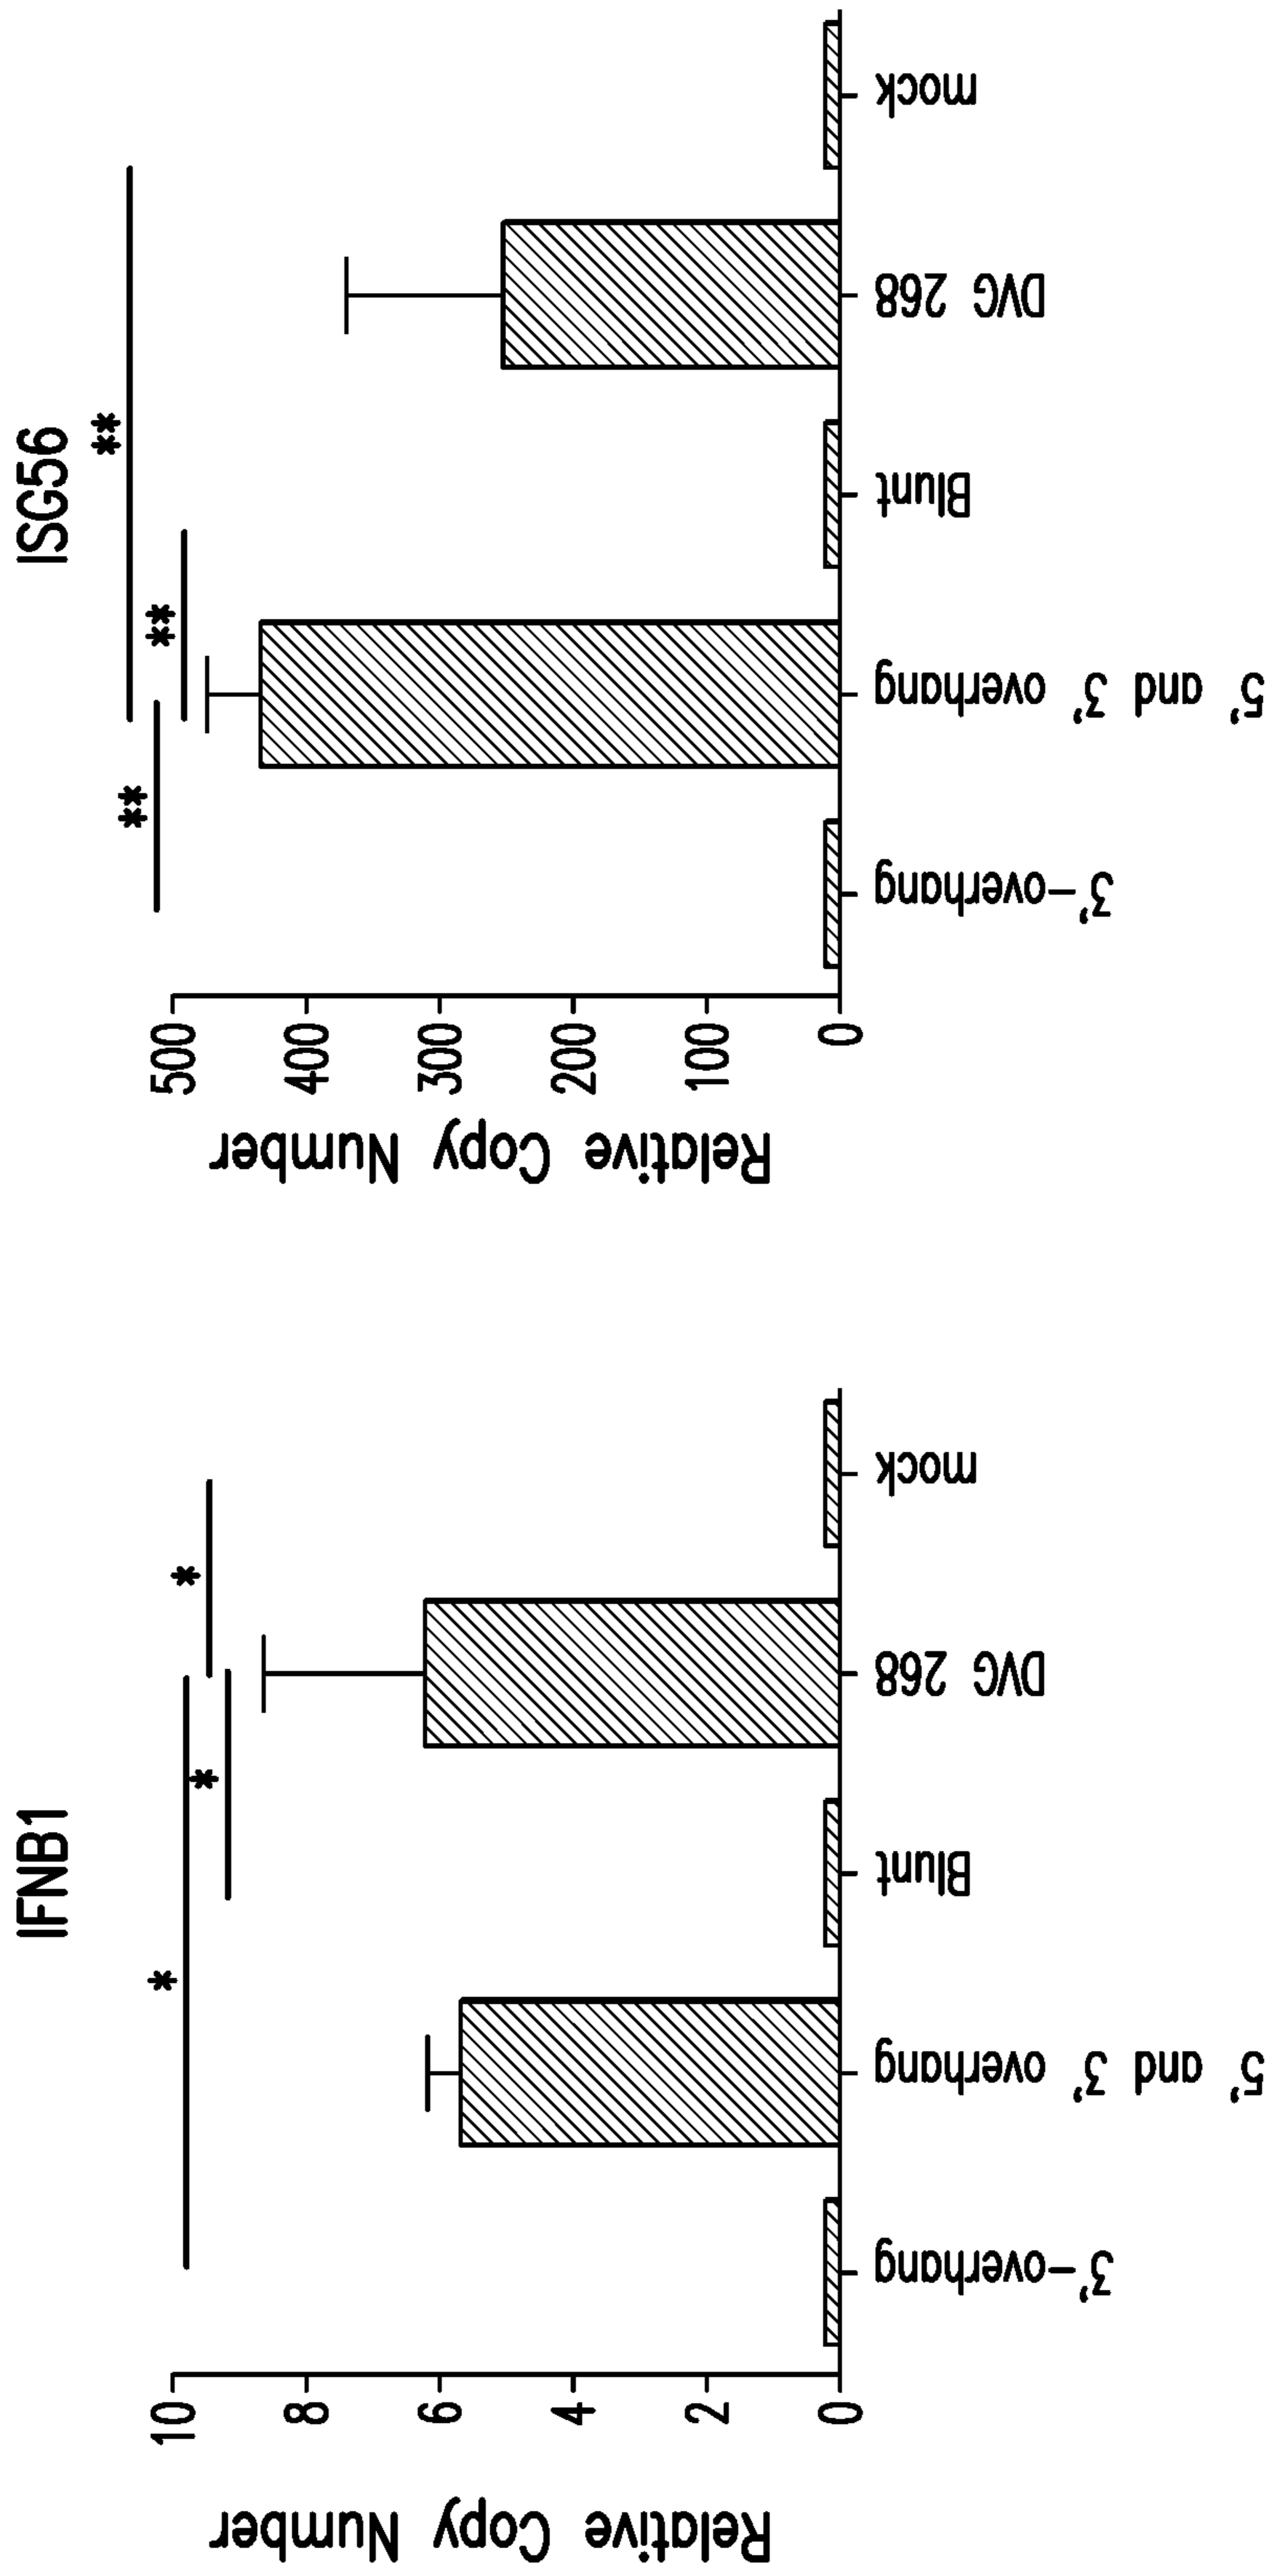 IFNB1
*
*
*
Relative Copy Number
10
8
6
4
2
0
3'-overhang
5' and 3' overhang
Blunt
DVG 268
mock
ISG56
**
**
**
Relative Copy Number
500
400
300
200
100
0
3'-overhang
5' and 3' overhang
Blunt
DVG 268
mock